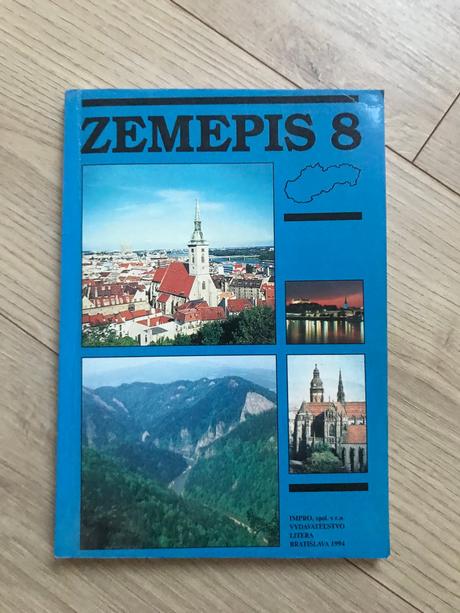 ZEMEPIS 8
IMPRO, spol. s r.o.
VYDAVATEĽSTVO
LITERA
BRATISLAVA 1994